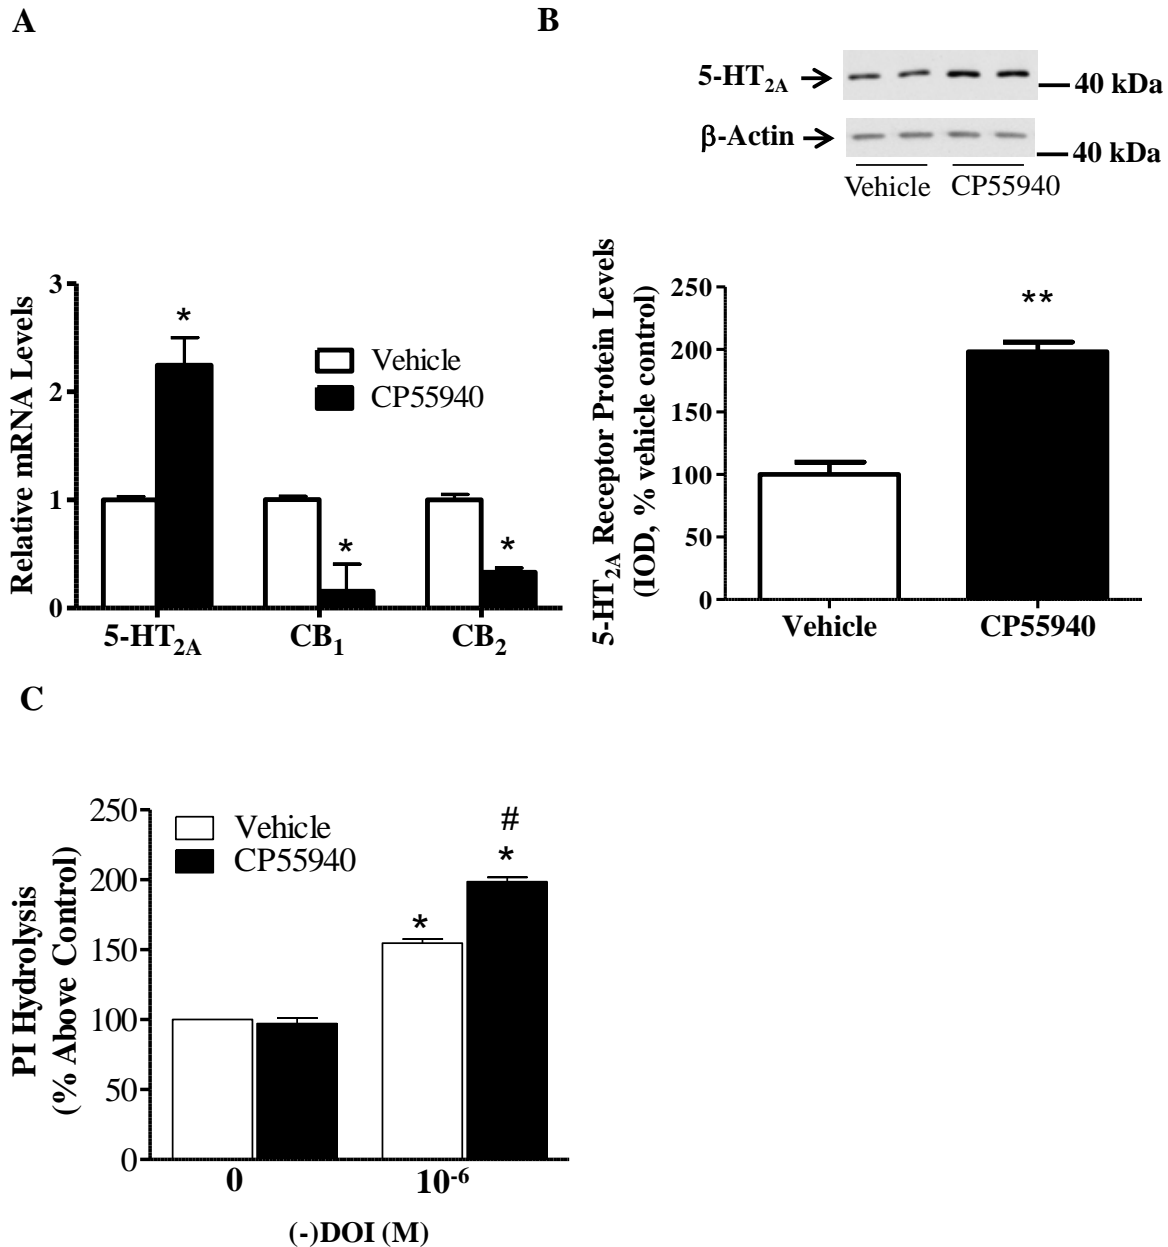 A
B
5-HT2A
40 kDa
β-Actin
40 kDa
Vehicle CP55940
Relative mRNA Levels
3
2
1
0
*
*
*
Vehicle
CP55940
5-HT2A CB1 CB2
5-HT2A Receptor Protein Levels
(IOD, % vehicle control)
250
200
150
100
50
0
**
Vehicle CP55940
C
PI Hydrolysis
(% Above Control)
250
200
150
100
50
0
Vehicle
CP55940
*
#
*
0 10-6
(-)DOI (M)